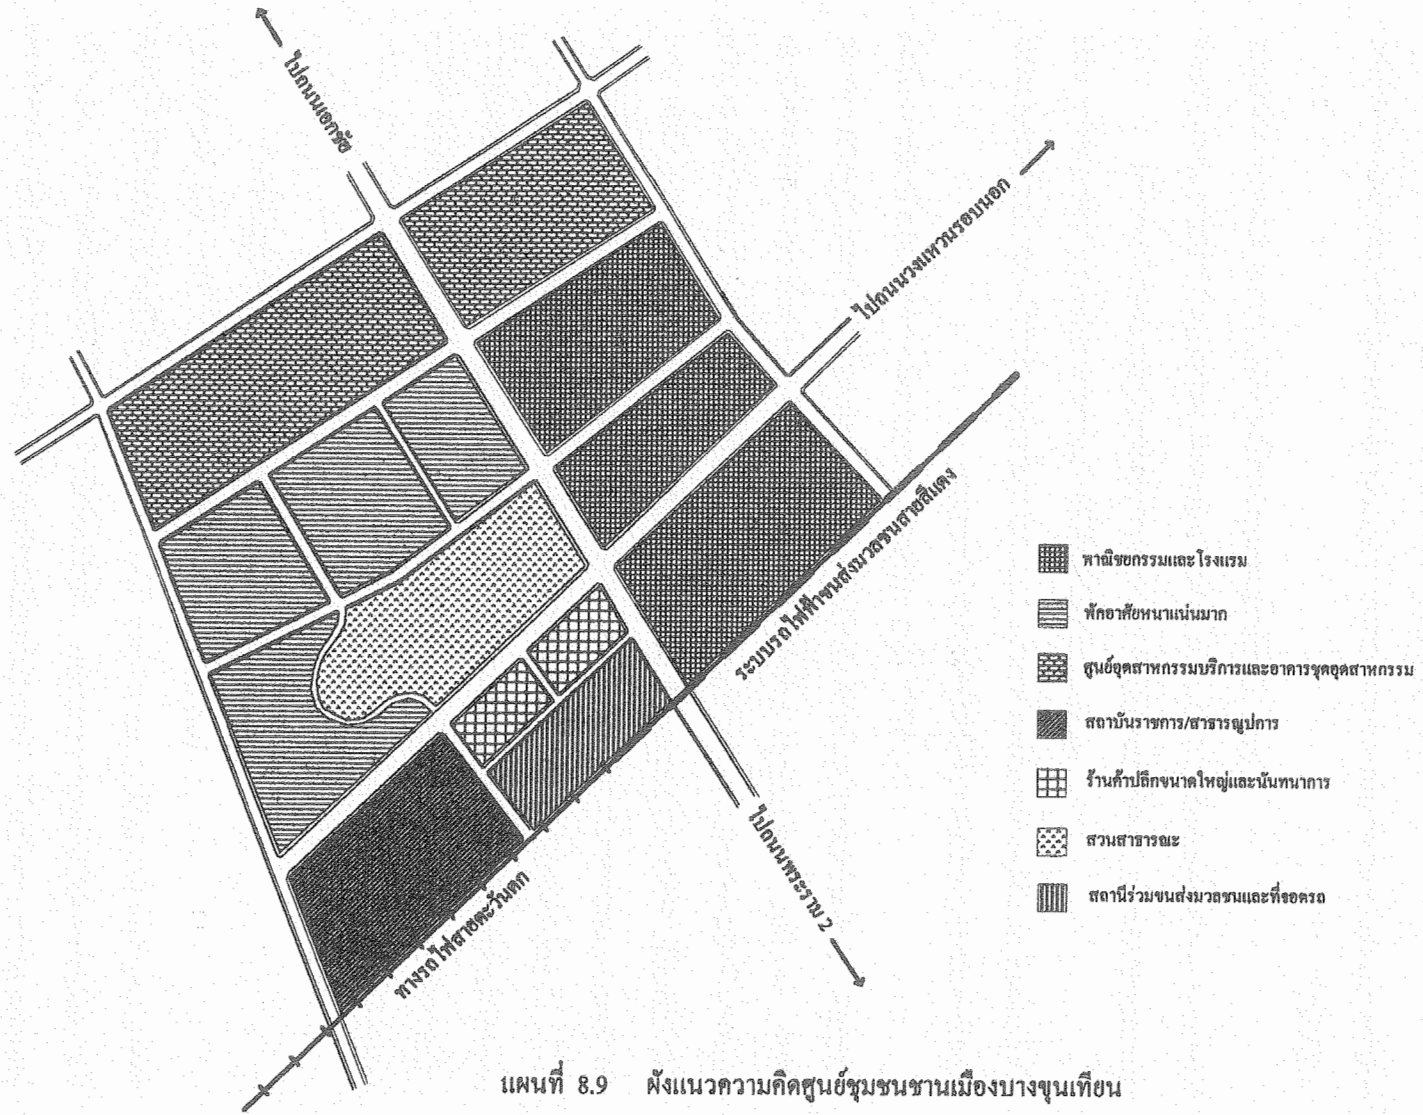 ไปถนนเอกชัย
ไปถนนวงแหวนรอบนอก
ระบบรถไฟฟ้าขนส่งมวลชนสายสีแดง
พาณิชยกรรมและโรงแรม
พักอาศัยหนาแน่นมาก
ศูนย์อุตสาหกรรมบริการและอาคารชุดอุตสาหกรรม
สถาบันราชการ/สาธารณูปการ
ร้านค้าปลีกขนาดใหญ่และนันทนาการ
สวนสาธารณะ
สถานีร่วมขนส่งมวลชนและที่จอดรถ
ไปถนนพระราม 2
ทางรถไฟสายตะวันตก
แผนที่ 8.9 ผังแนวความคิดศูนย์ชุมชนชานเมืองบางขุนเทียน